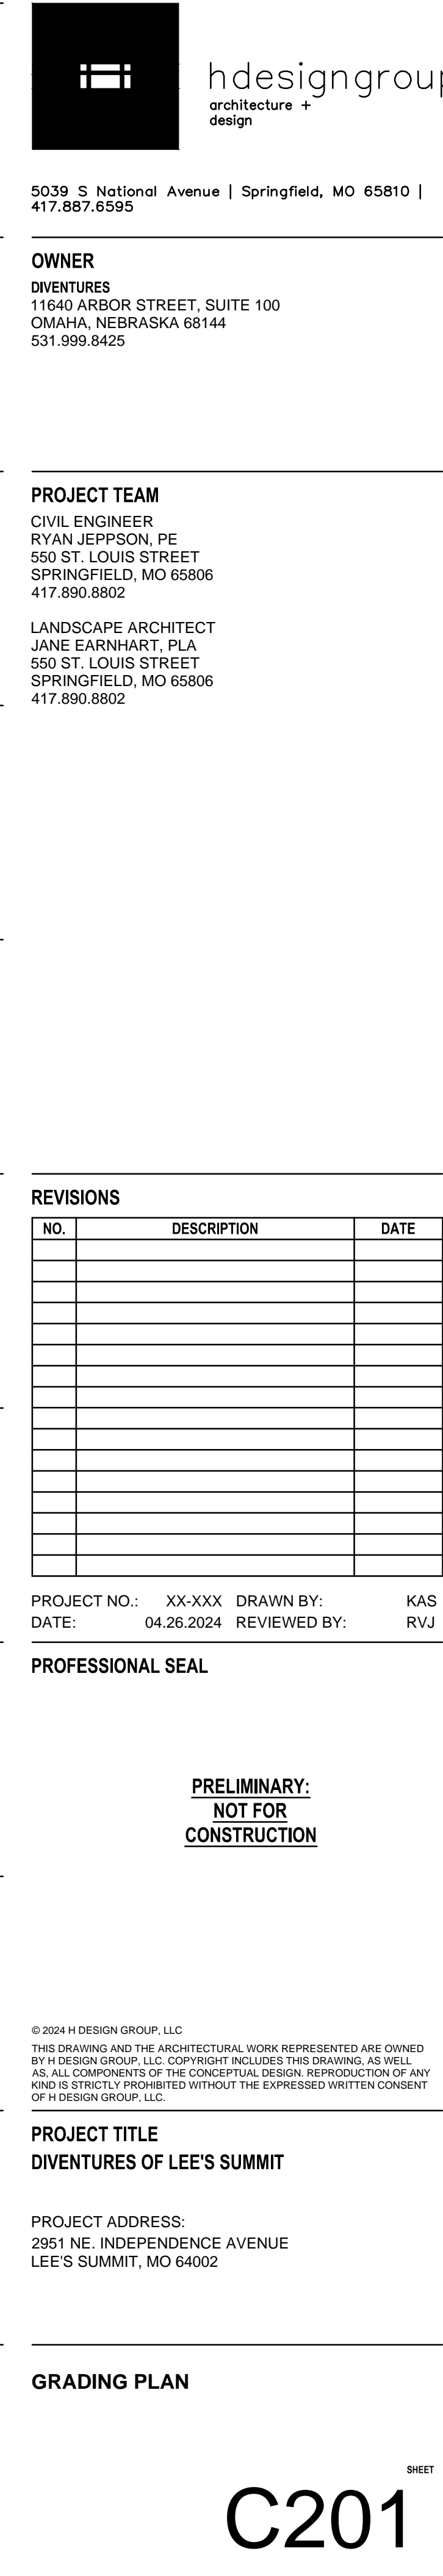 hdesigngroup
architecture +
design
5039 S National Avenue | Springfield, MO 65810 |
417.887.6595
OWNER
DIVENTURES
11640 ARBOR STREET, SUITE 100
OMAHA, NEBRASKA 68144
531.999.8425
PROJECT TEAM
CIVIL ENGINEER
RYAN JEPPSON, PE
550 ST. LOUIS STREET
SPRINGFIELD, MO 65806
417.890.8802
LANDSCAPE ARCHITECT
JANE EARNHART, PLA
550 ST. LOUIS STREET
SPRINGFIELD, MO 65806
417.890.8802
REVISIONS
NO. DESCRIPTION DATE
PROJECT NO.: XX-XXX DRAWN BY: KAS
DATE: 04.26.2024 REVIEWED BY: RVJ
PROFESSIONAL SEAL
PRELIMINARY:
NOT FOR
CONSTRUCTION
© 2024 H DESIGN GROUP, LLC
THIS DRAWING AND THE ARCHITECTURAL WORK REPRESENTED ARE OWNED
BY H DESIGN GROUP, LLC. COPYRIGHT INCLUDES THIS DRAWING, AS WELL
AS, ALL COMPONENTS OF THE CONCEPTUAL DESIGN. REPRODUCTION OF ANY
KIND IS STRICTLY PROHIBITED WITHOUT THE EXPRESSED WRITTEN CONSENT
OF H DESIGN GROUP, LLC.
PROJECT TITLE
DIVENTURES OF LEE'S SUMMIT
PROJECT ADDRESS:
2951 NE. INDEPENDENCE AVENUE
LEE'S SUMMIT, MO 64002
GRADING PLAN
SHEET
C201